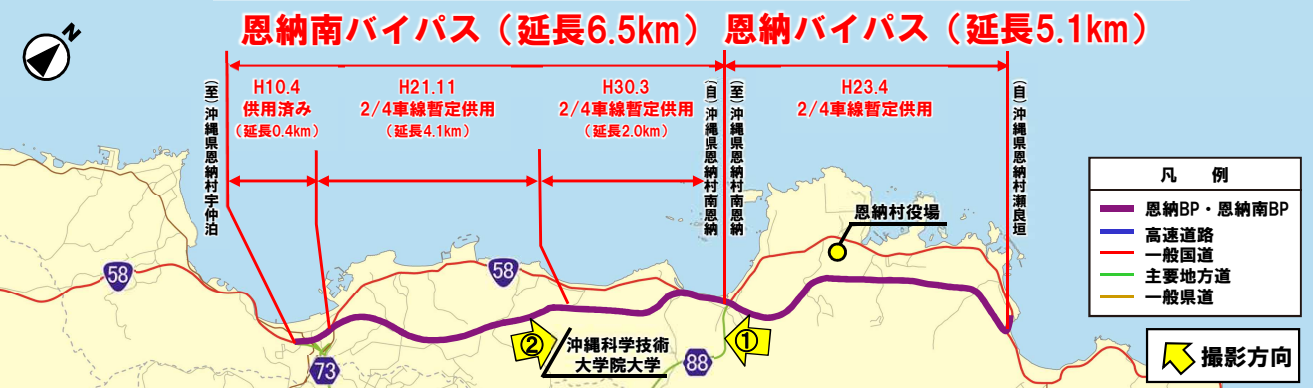 恩納南バイパス（延長6.5km）
恩納バイパス（延長5.1km）
N
H10.4
供用済み
（延長0.4km）
H21.11
2/4車線暫定供用
（延長4.1km）
H30.3
2/4車線暫定供用
（延長2.0km）
H23.4
2/4車線暫定供用
（至）沖縄県恩納村字仲泊
（自）沖縄県恩納村南恩納
（至）沖縄県恩納村南恩納
（自）沖縄県恩納村瀬良垣
恩納村役場
58
58
73
88
②
①
沖縄科学技術
大学院大学
凡 例
恩納BP・恩納南BP
高速道路
一般国道
主要地方道
一般県道
撮影方向